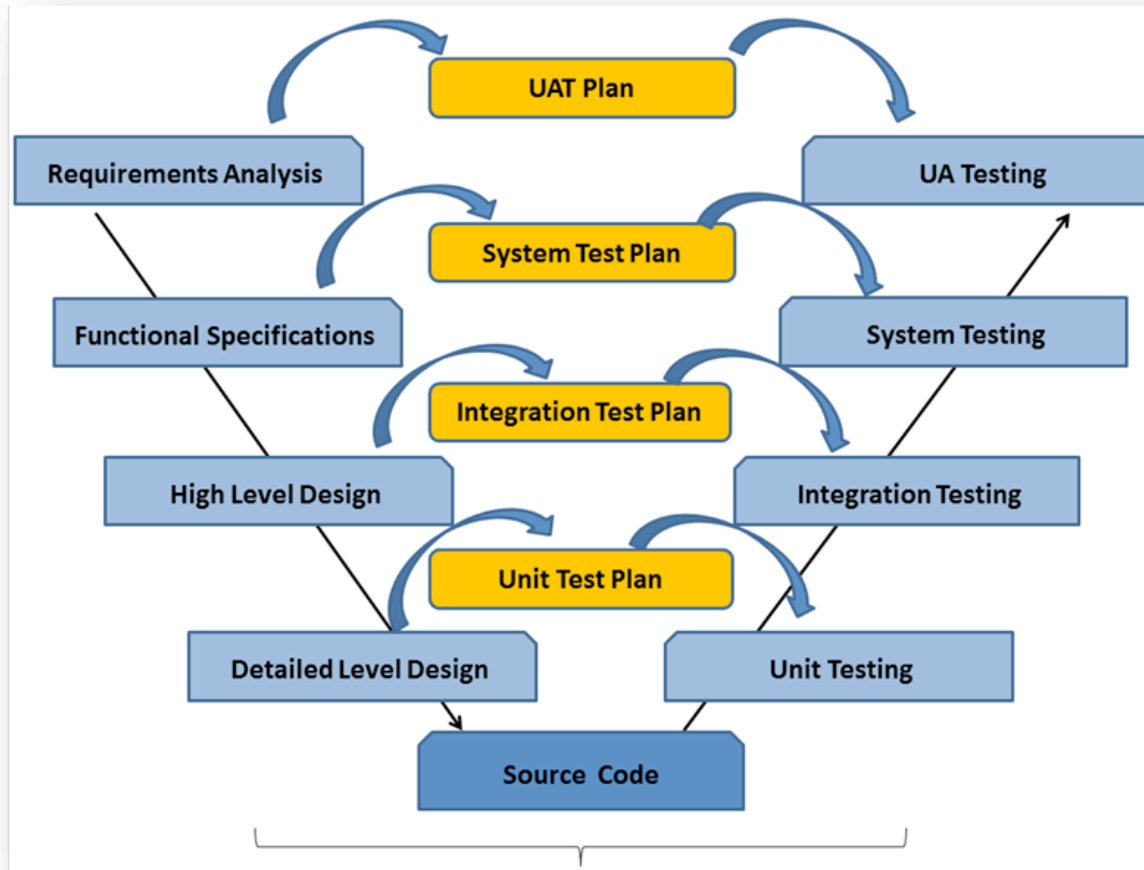 UAT Plan
Requirements Analysis
UA Testing
System Test Plan
Functional Specifications
System Testing
Integration Test Plan
High Level Design
Integration Testing
Unit Test Plan
Detailed Level Design
Unit Testing
Source Code